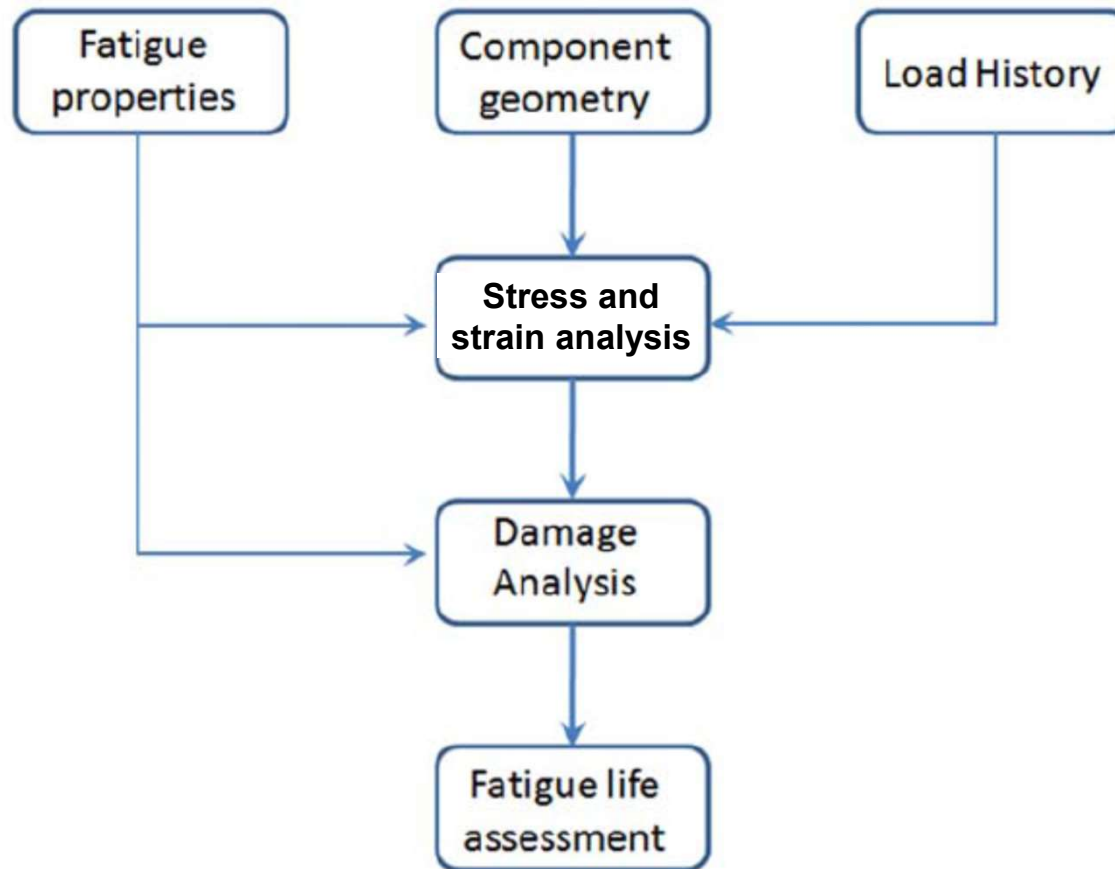 Fatigue
properties
Component
geometry
Load History
Stress and
strain analysis
Damage
Analysis
Fatigue life
assessment